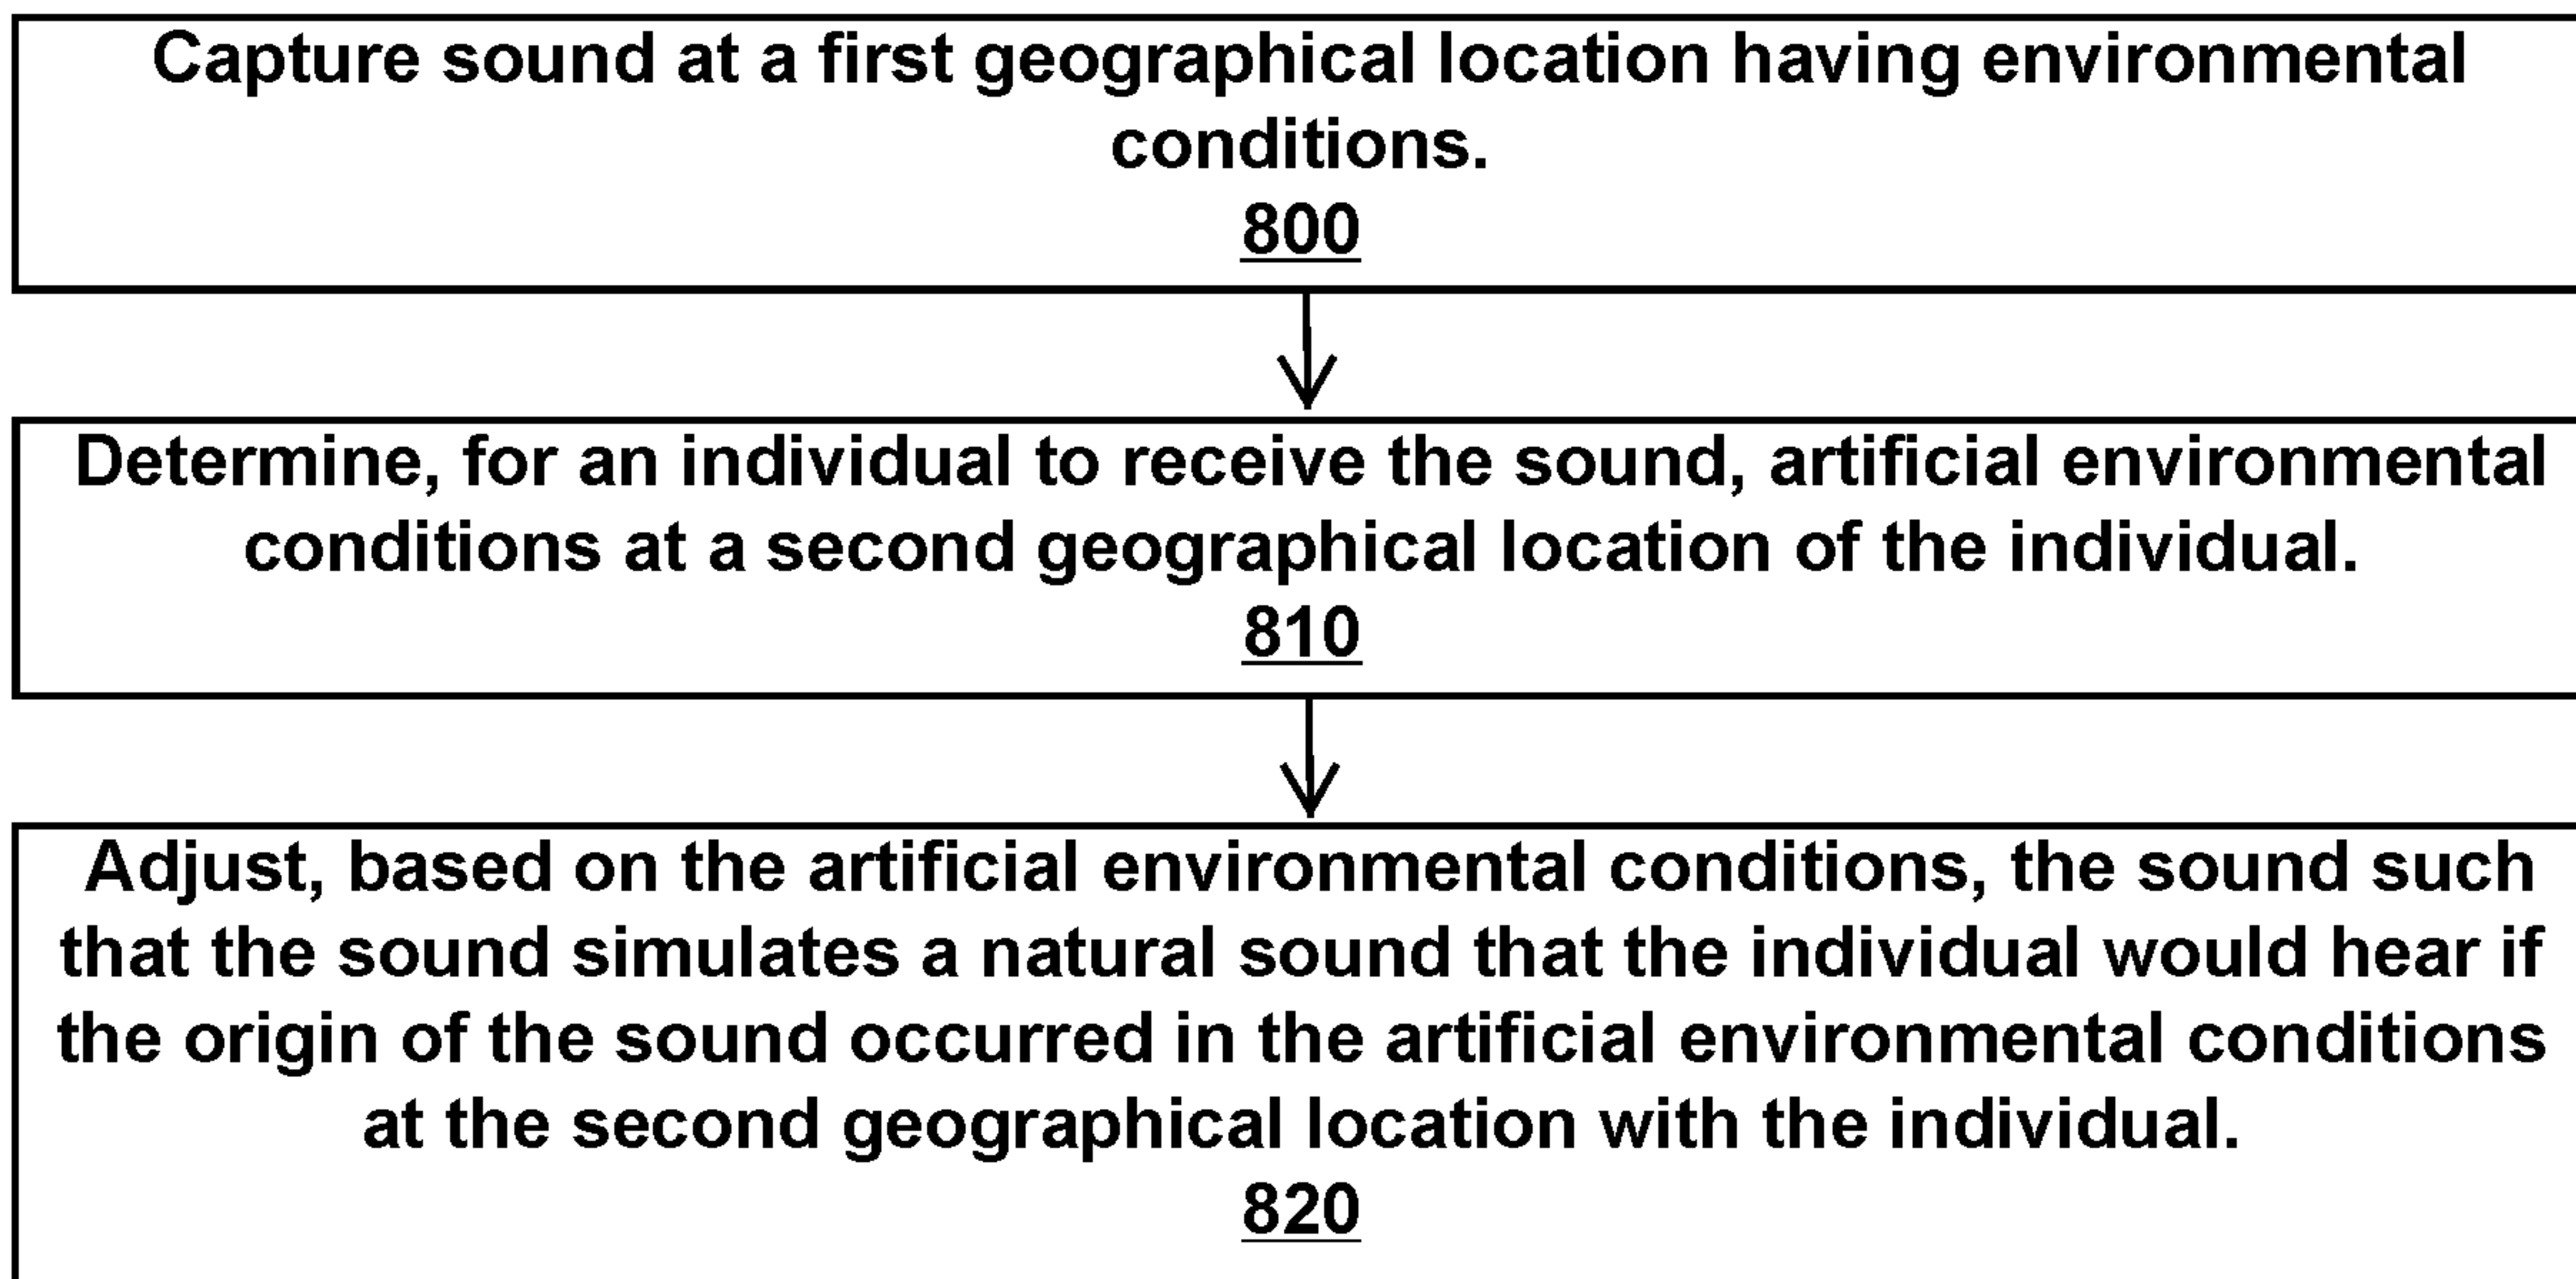 Capture sound at a first geographical location having environmental
conditions.
800
Determine, for an individual to receive the sound, artificial environmental
conditions at a second geographical location of the individual.
810
Adjust, based on the artificial environmental conditions, the sound such
that the sound simulates a natural sound that the individual would hear if
the origin of the sound occurred in the artificial environmental conditions
at the second geographical location with the individual.
820